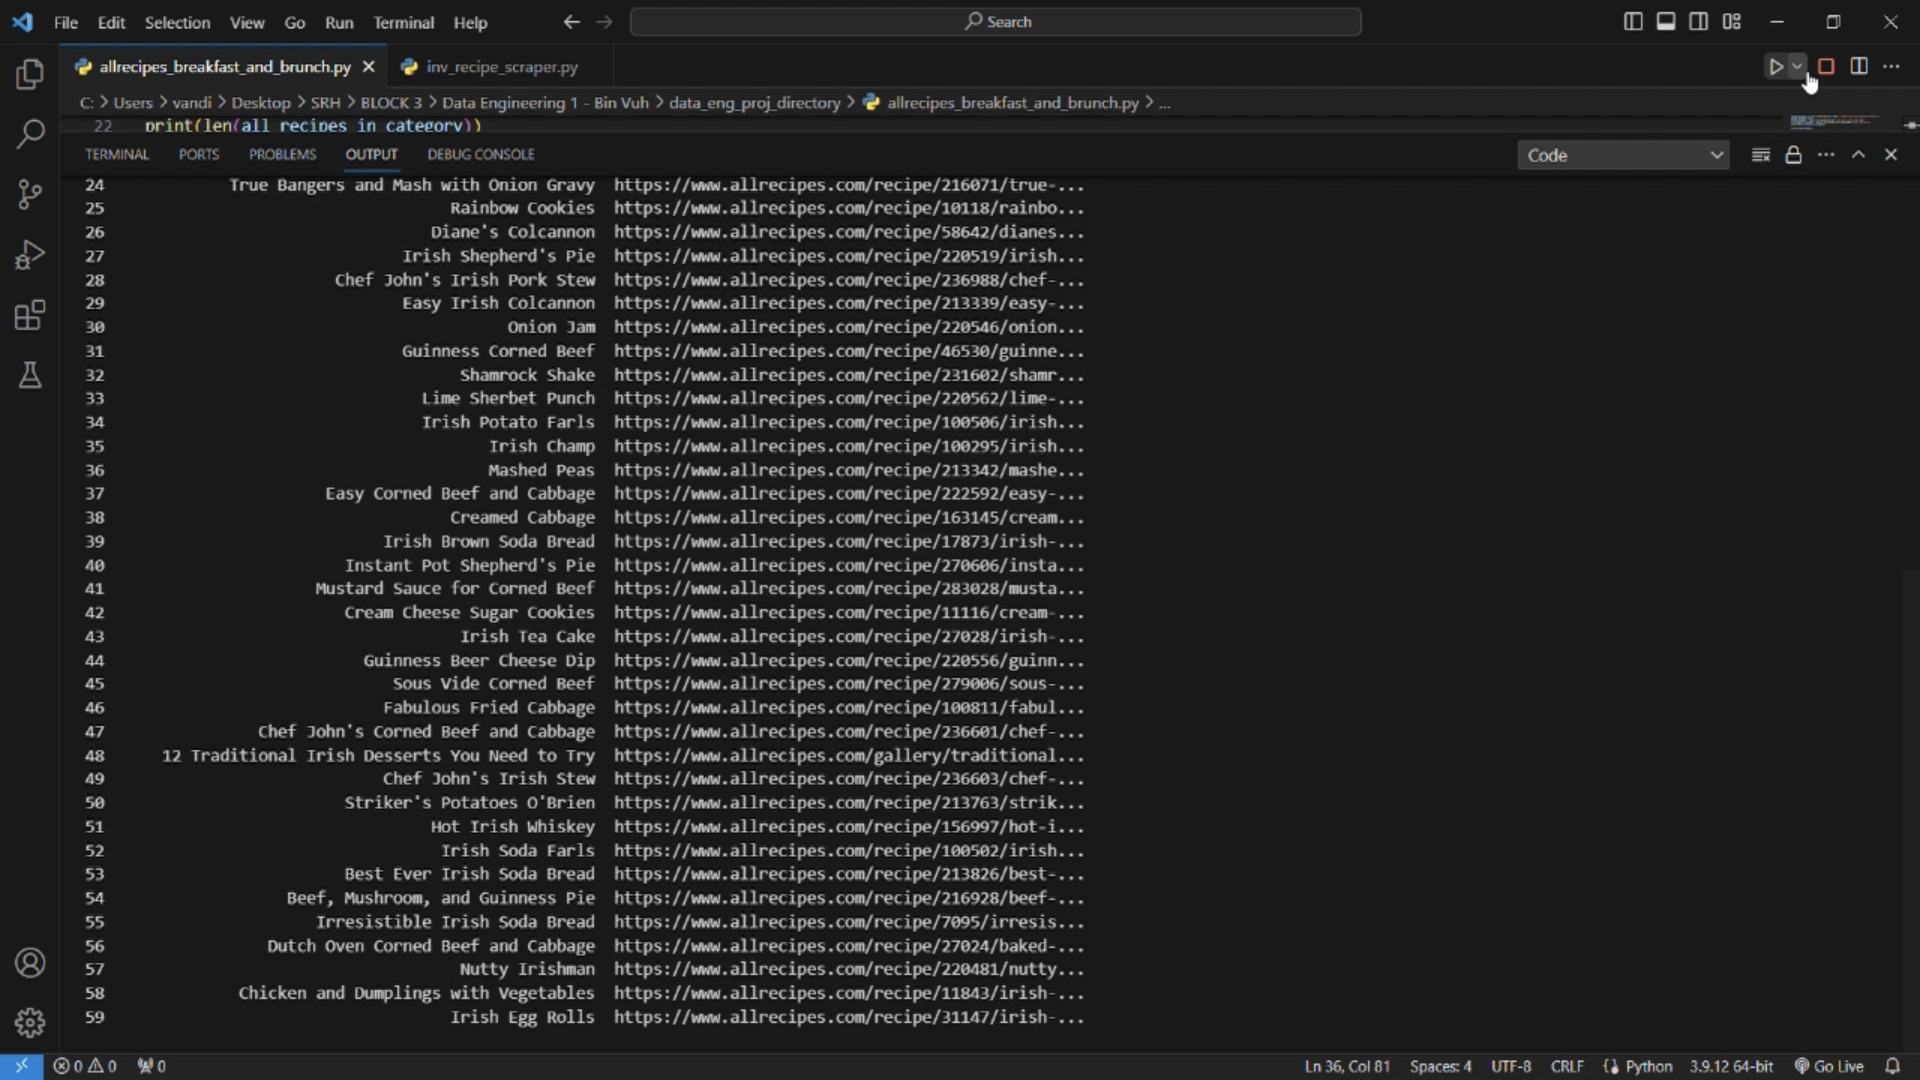 File Edit Selection View Go Run Terminal Help Search
allrecipes_breakfast_and_brunch.py inv_recipe_scraper.py
C: > Users > vandi > Desktop > SRH > BLOCK 3 > Data Engineering 1 - Bin Vuh > data_eng_proj_directory > allrecipes_breakfast_and_brunch.py > ...
22 print(len(all_recipes_in_category))
TERMINAL PORTS PROBLEMS OUTPUT DEBUG CONSOLE Code
24 True Bangers and Mash with Onion Gravy https://www.allrecipes.com/recipe/216071/true-...
25 Rainbow Cookies https://www.allrecipes.com/recipe/10118/rainbo...
26 Diane's Colcannon https://www.allrecipes.com/recipe/58642/dianes...
27 Irish Shepherd's Pie https://www.allrecipes.com/recipe/220519/irish...
28 Chef John's Irish Pork Stew https://www.allrecipes.com/recipe/236988/chef-...
29 Easy Irish Colcannon https://www.allrecipes.com/recipe/213339/easy-...
30 Onion Jam https://www.allrecipes.com/recipe/220546/onion...
31 Guinness Corned Beef https://www.allrecipes.com/recipe/46530/guinne...
32 Shamrock Shake https://www.allrecipes.com/recipe/231602/shamr...
33 Lime Sherbet Punch https://www.allrecipes.com/recipe/220562/lime-...
34 Irish Potato Farls https://www.allrecipes.com/recipe/100506/irish...
35 Irish Champ https://www.allrecipes.com/recipe/100295/irish...
36 Mashed Peas https://www.allrecipes.com/recipe/213342/mashe...
37 Easy Corned Beef and Cabbage https://www.allrecipes.com/recipe/222592/easy-...
38 Creamed Cabbage https://www.allrecipes.com/recipe/163145/cream...
39 Irish Brown Soda Bread https://www.allrecipes.com/recipe/17873/irish-...
40 Instant Pot Shepherd's Pie https://www.allrecipes.com/recipe/270606/insta...
41 Mustard Sauce for Corned Beef https://www.allrecipes.com/recipe/283028/musta...
42 Cream Cheese Sugar Cookies https://www.allrecipes.com/recipe/11116/cream-...
43 Irish Tea Cake https://www.allrecipes.com/recipe/27028/irish-...
44 Guinness Beer Cheese Dip https://www.allrecipes.com/recipe/220556/guinn...
45 Sous Vide Corned Beef https://www.allrecipes.com/recipe/279006/sous-...
46 Fabulous Fried Cabbage https://www.allrecipes.com/recipe/100811/fabul...
47 Chef John's Corned Beef and Cabbage https://www.allrecipes.com/recipe/236601/chef-...
48 12 Traditional Irish Desserts You Need to Try https://www.allrecipes.com/gallery/traditional...
49 Chef John's Irish Stew https://www.allrecipes.com/recipe/236603/chef-...
50 Striker's Potatoes O'Brien https://www.allrecipes.com/recipe/213763/strik...
51 Hot Irish Whiskey https://www.allrecipes.com/recipe/156997/hot-i...
52 Irish Soda Farls https://www.allrecipes.com/recipe/100502/irish...
53 Best Ever Irish Soda Bread https://www.allrecipes.com/recipe/213826/best-...
54 Beef, Mushroom, and Guinness Pie https://www.allrecipes.com/recipe/216928/beef-...
55 Irresistible Irish Soda Bread https://www.allrecipes.com/recipe/7095/irresis...
56 Dutch Oven Corned Beef and Cabbage https://www.allrecipes.com/recipe/27024/baked-...
57 Nutty Irishman https://www.allrecipes.com/recipe/220481/nutty...
58 Chicken and Dumplings with Vegetables https://www.allrecipes.com/recipe/11843/irish-...
59 Irish Egg Rolls https://www.allrecipes.com/recipe/31147/irish-...
0 0 0 Ln 36, Col 81 Spaces: 4 UTF-8 CRLF Python 3.9.12 64-bit Go Live